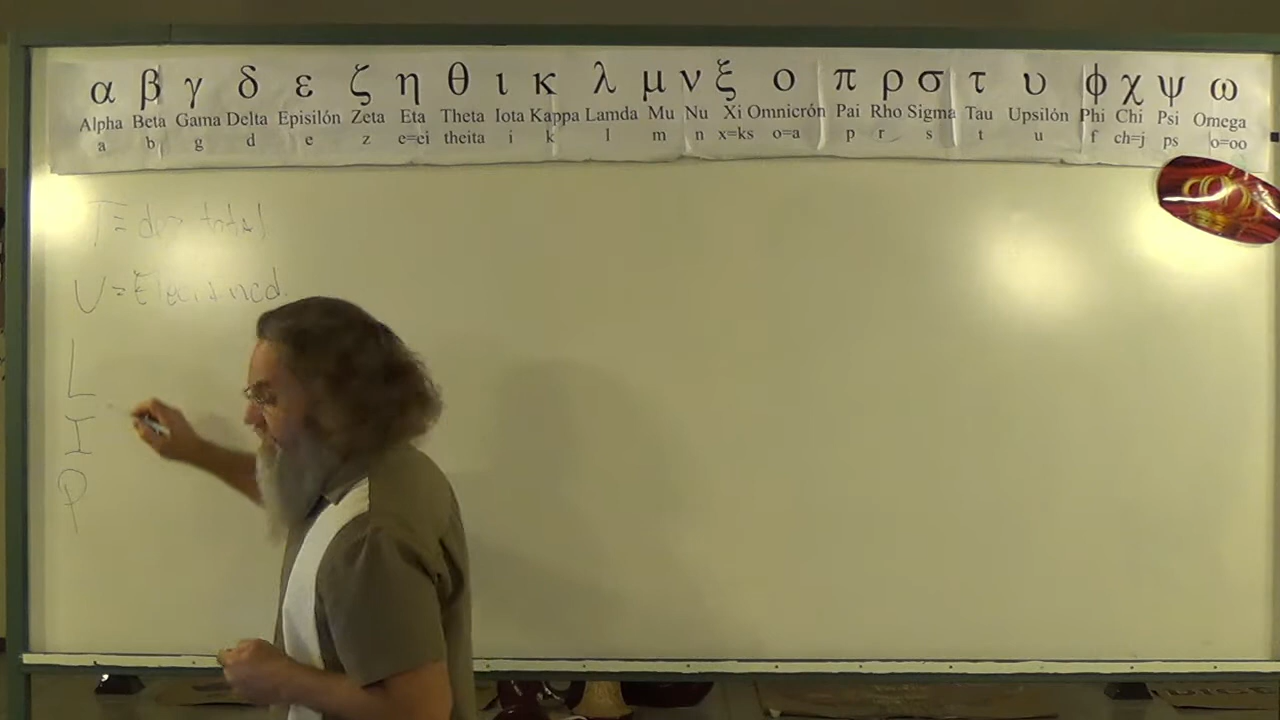 α β γ δ ε ζ η θ ι κ λ μ ν ξ ο π ρ σ τ υ φ χ ψ ω
Alpha Beta Gama Delta Episilón Zeta Eta Theta Iota Kappa Lamda Mu Nu Xi Omnicrón Pai Rho Sigma Tau Upsilón Phi Chi Psi Omega
a b g d e z e=ei theita i k l m n x=ks o=a p r s t u f ch=j ps o=oo
T = total
U =
L
I
P